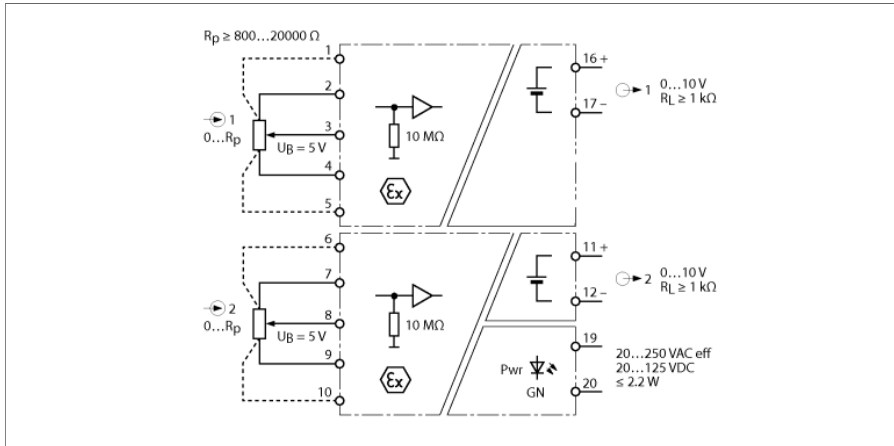 Rp ≥ 800...20000 Ω
1
2
1
3
0...Rp
UB = 5 V
4
5
10 MΩ
Ex
16 +
17 −
1 0...10 V
RL ≥ 1 kΩ
6
7
2
8
0...Rp
UB = 5 V
9
10
10 MΩ
Ex
11 +
12 −
2 0...10 V
RL ≥ 1 kΩ
19
Pwr
GN
20
20...250 VAC eff
20...125 VDC
≤ 2.2 W